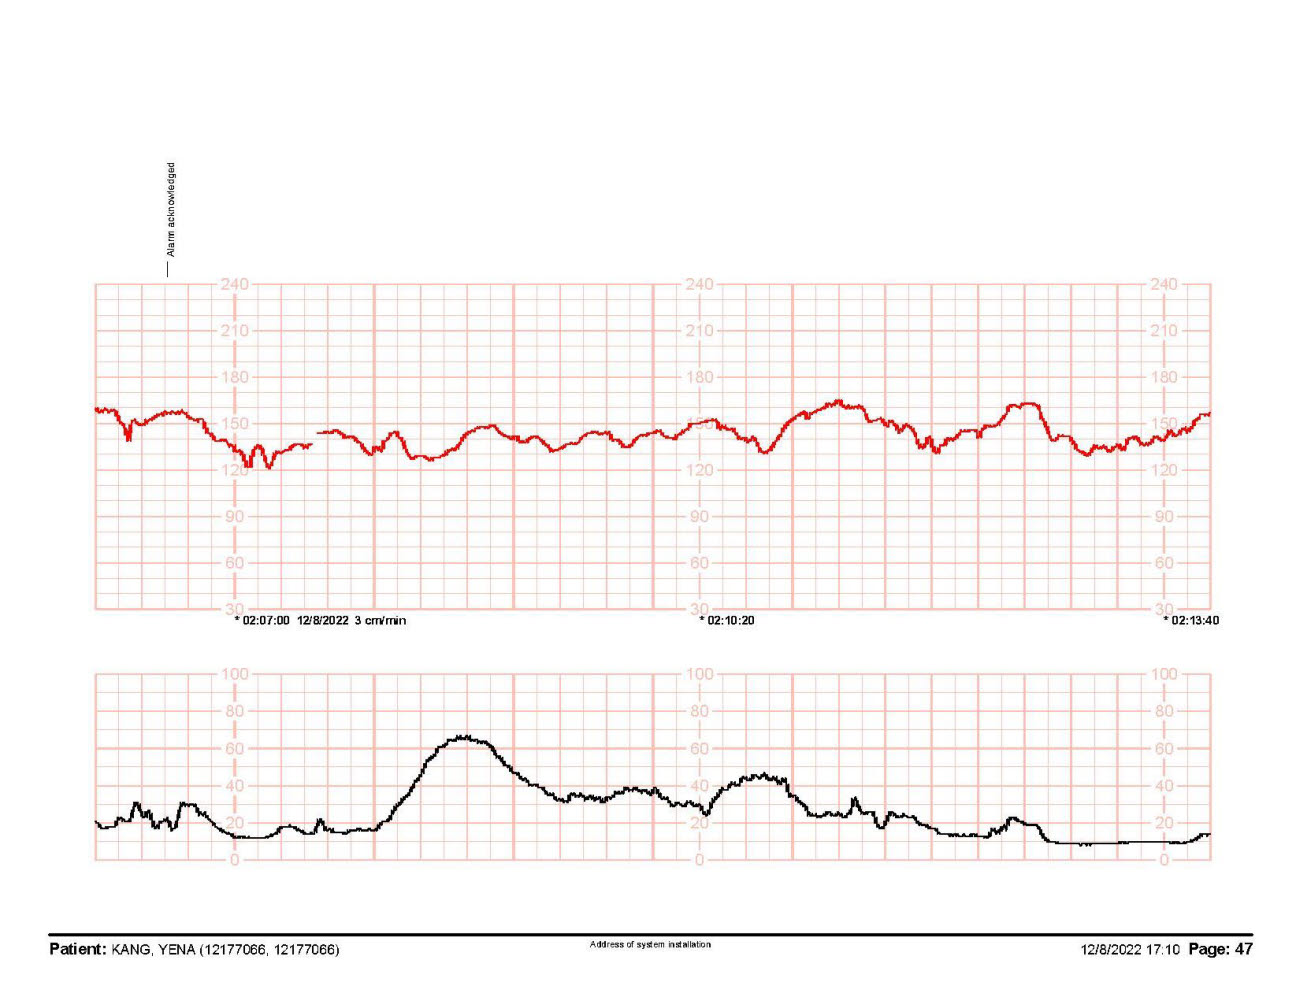 Alarm acknowledged
240 240 240
210 210 210
180 180 180
150 150 150
120 120 120
90 90 90
60 60 60
30 30 30
* 02:07:00 12/8/2022 3 cm/min * 02:10:20 * 02:13:40
100 100 100
80 80 80
60 60 60
40 40 40
20 20 20
0 0 0
Patient: KANG, YENA (12177066, 12177066) Address of system installation 12/8/2022 17:10 Page: 47